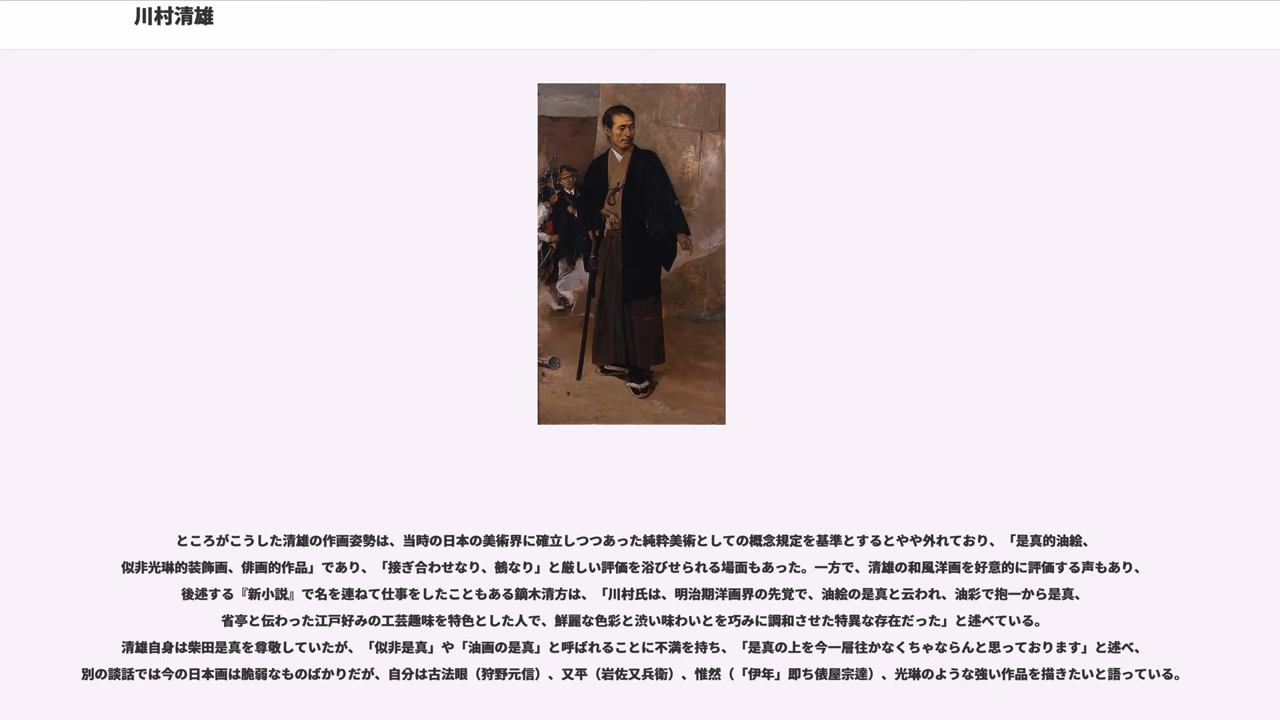 川村清雄
ところがこうした清雄の作画姿勢は、当時の日本の美術界に確立しつつあった純粋美術としての概念規定を基準とするとやや外れており、「是真的油絵、
似非光琳的装飾画、俳画的作品」であり、「接ぎ合わせなり、鵺なり」と厳しい評価を浴びせられる場面もあった。一方で、清雄の和風洋画を好意的に評価する声もあり、
後述する『新小説』で名を連ねて仕事をしたこともある鏑木清方は、「川村氏は、明治期洋画界の先覚で、油絵の是真と云われ、油彩で抱一から是真、
省亭と伝わった江戸好みの工芸趣味を特色とした人で、鮮麗な色彩と渋い味わいとを巧みに調和させた特異な存在だった」と述べている。
清雄自身は柴田是真を尊敬していたが、「似非是真」や「油画の是真」と呼ばれることに不満を持ち、「是真の上を今一層往かなくちゃならんと思っております」と述べ、
別の談話では今の日本画は脆弱なものばかりだが、自分は古法眼（狩野元信）、又平（岩佐又兵衛）、惟然（「伊年」即ち俵屋宗達）、光琳のような強い作品を描きたいと語っている。